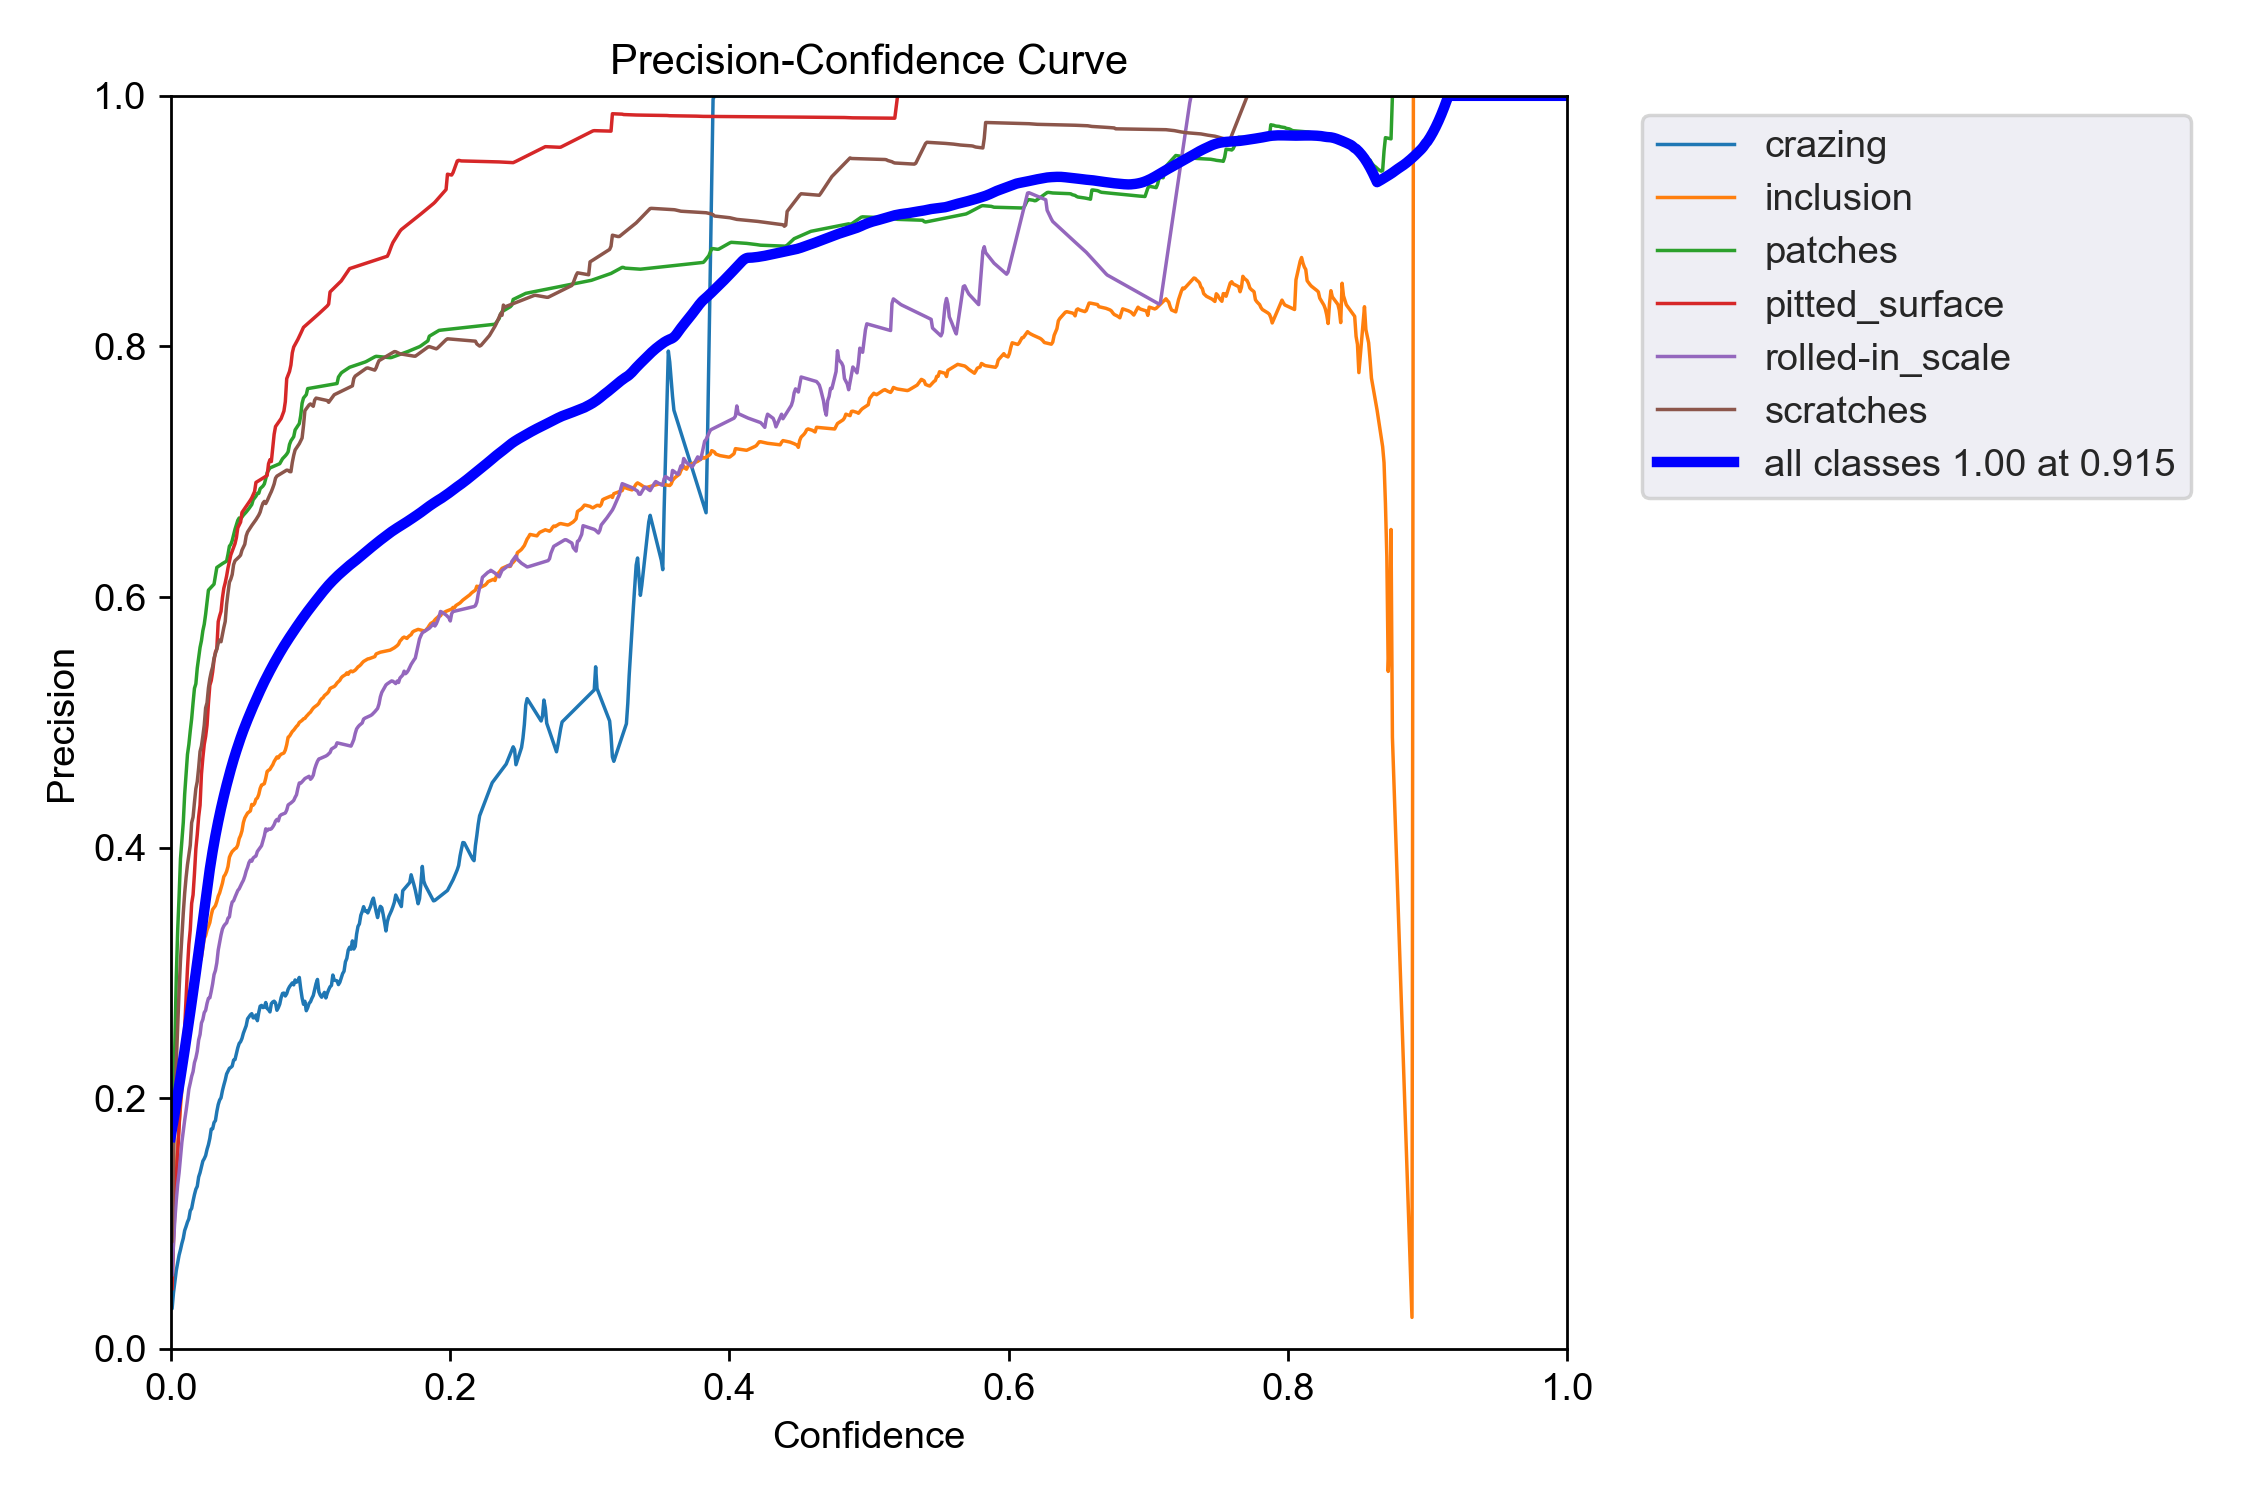 Precision-Confidence Curve
1.0
0.8
0.6
0.4
0.2
0.0
Precision
0.0 0.2 0.4 0.6 0.8 1.0
Confidence
crazing
inclusion
patches
pitted_surface
rolled-in_scale
scratches
all classes 1.00 at 0.915